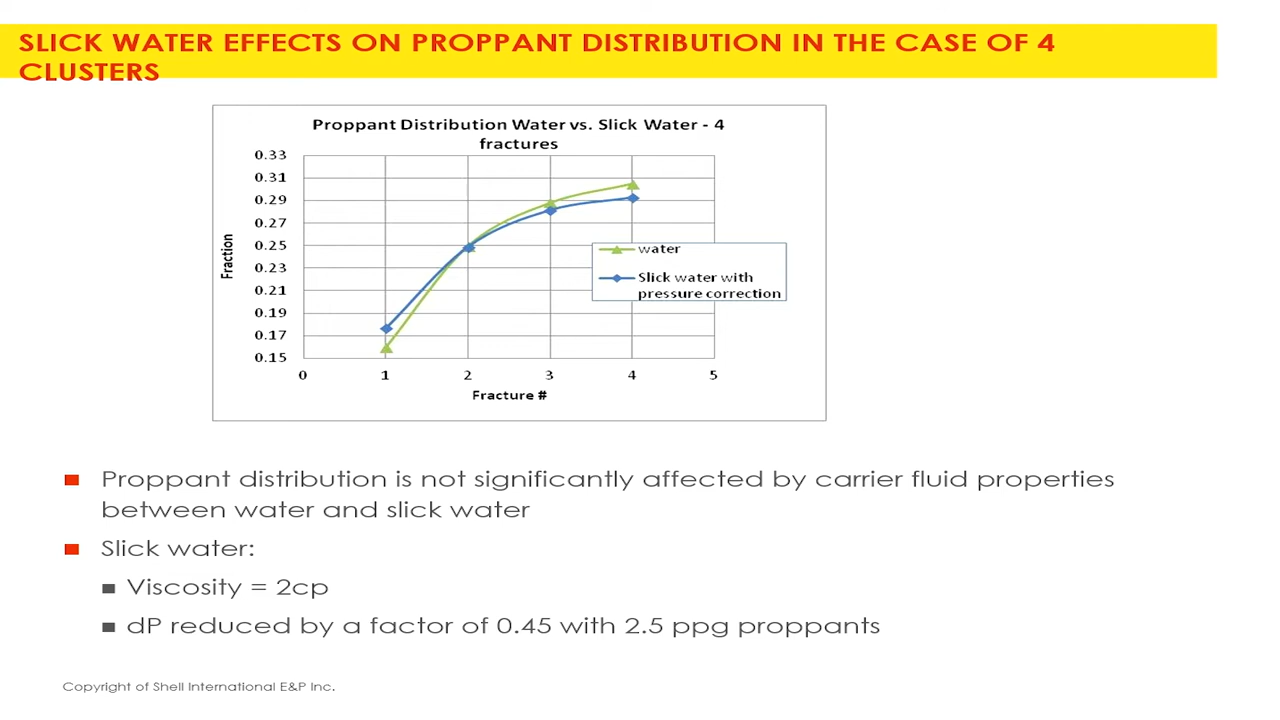 SLICK WATER EFFECTS ON PROPPANT DISTRIBUTION IN THE CASE OF 4
CLUSTERS
Proppant Distribution Water vs. Slick Water - 4
fractures
0.33
0.31
0.29
0.27
0.25
0.23
0.21
0.19
0.17
0.15
Fraction
0 1 2 3 4 5
Fracture #
water
Slick water with
pressure correction
Proppant distribution is not significantly affected by carrier fluid properties
between water and slick water
Slick water:
Viscosity = 2cp
dP reduced by a factor of 0.45 with 2.5 ppg proppants
Copyright of Shell International E&P Inc.